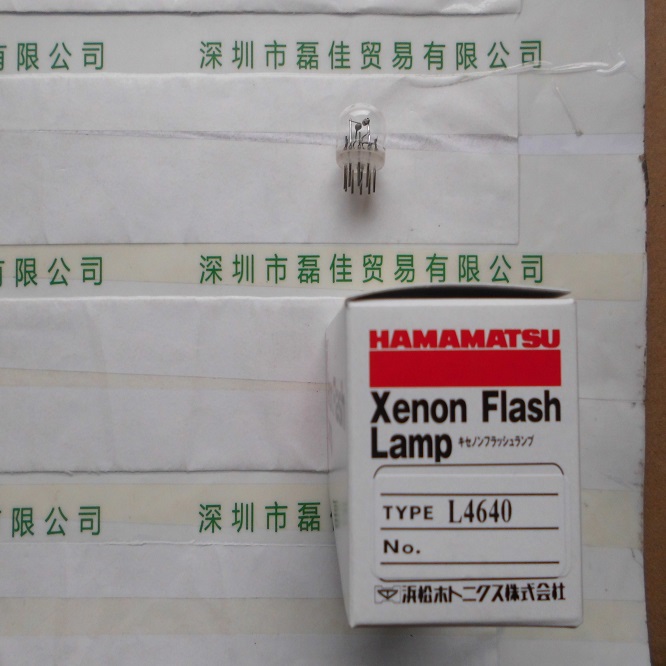 有限公司 深圳市磊佳贸易有限公司
有限公司 深圳市磊佳贸易有限公司
HAMAMATSU
Xenon Flash
Lamp キセノンフラッシュランプ
TYPE L4640
No.
浜松ホトニクス株式会社
有限公司 深圳市磊佳